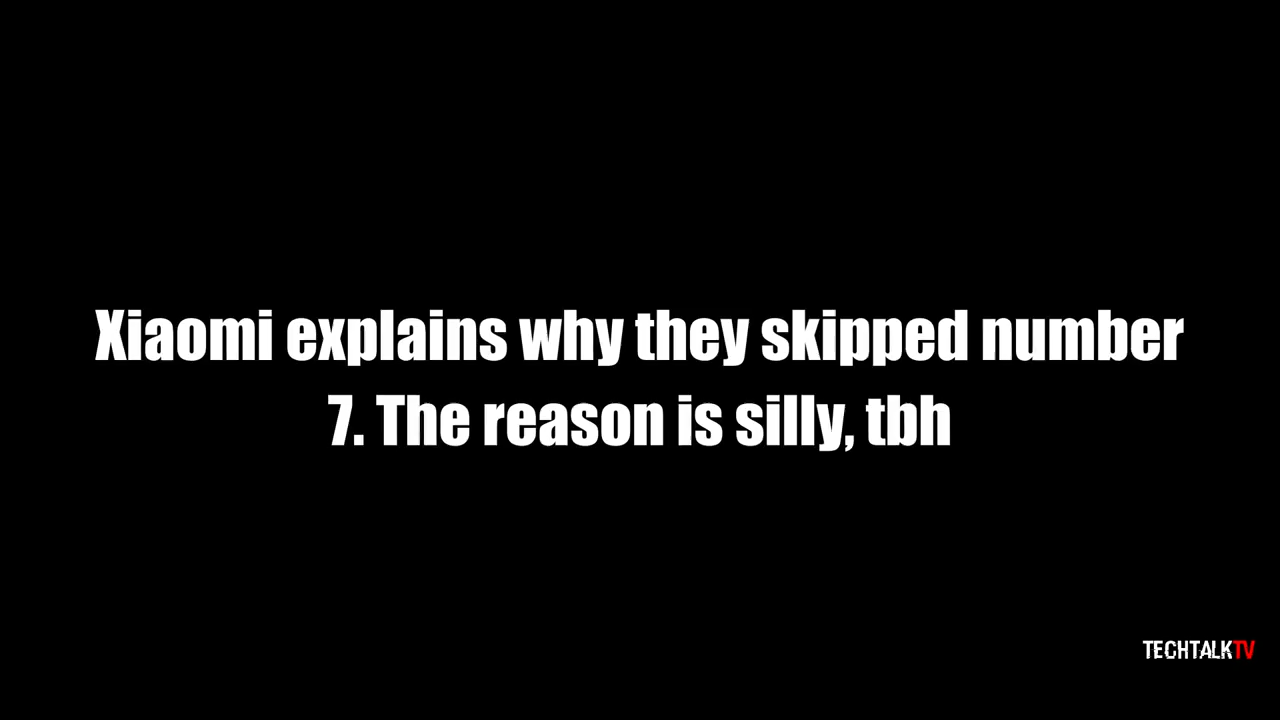 Xiaomi explains why they skipped number
7. The reason is silly, tbh
TECHTALKTV